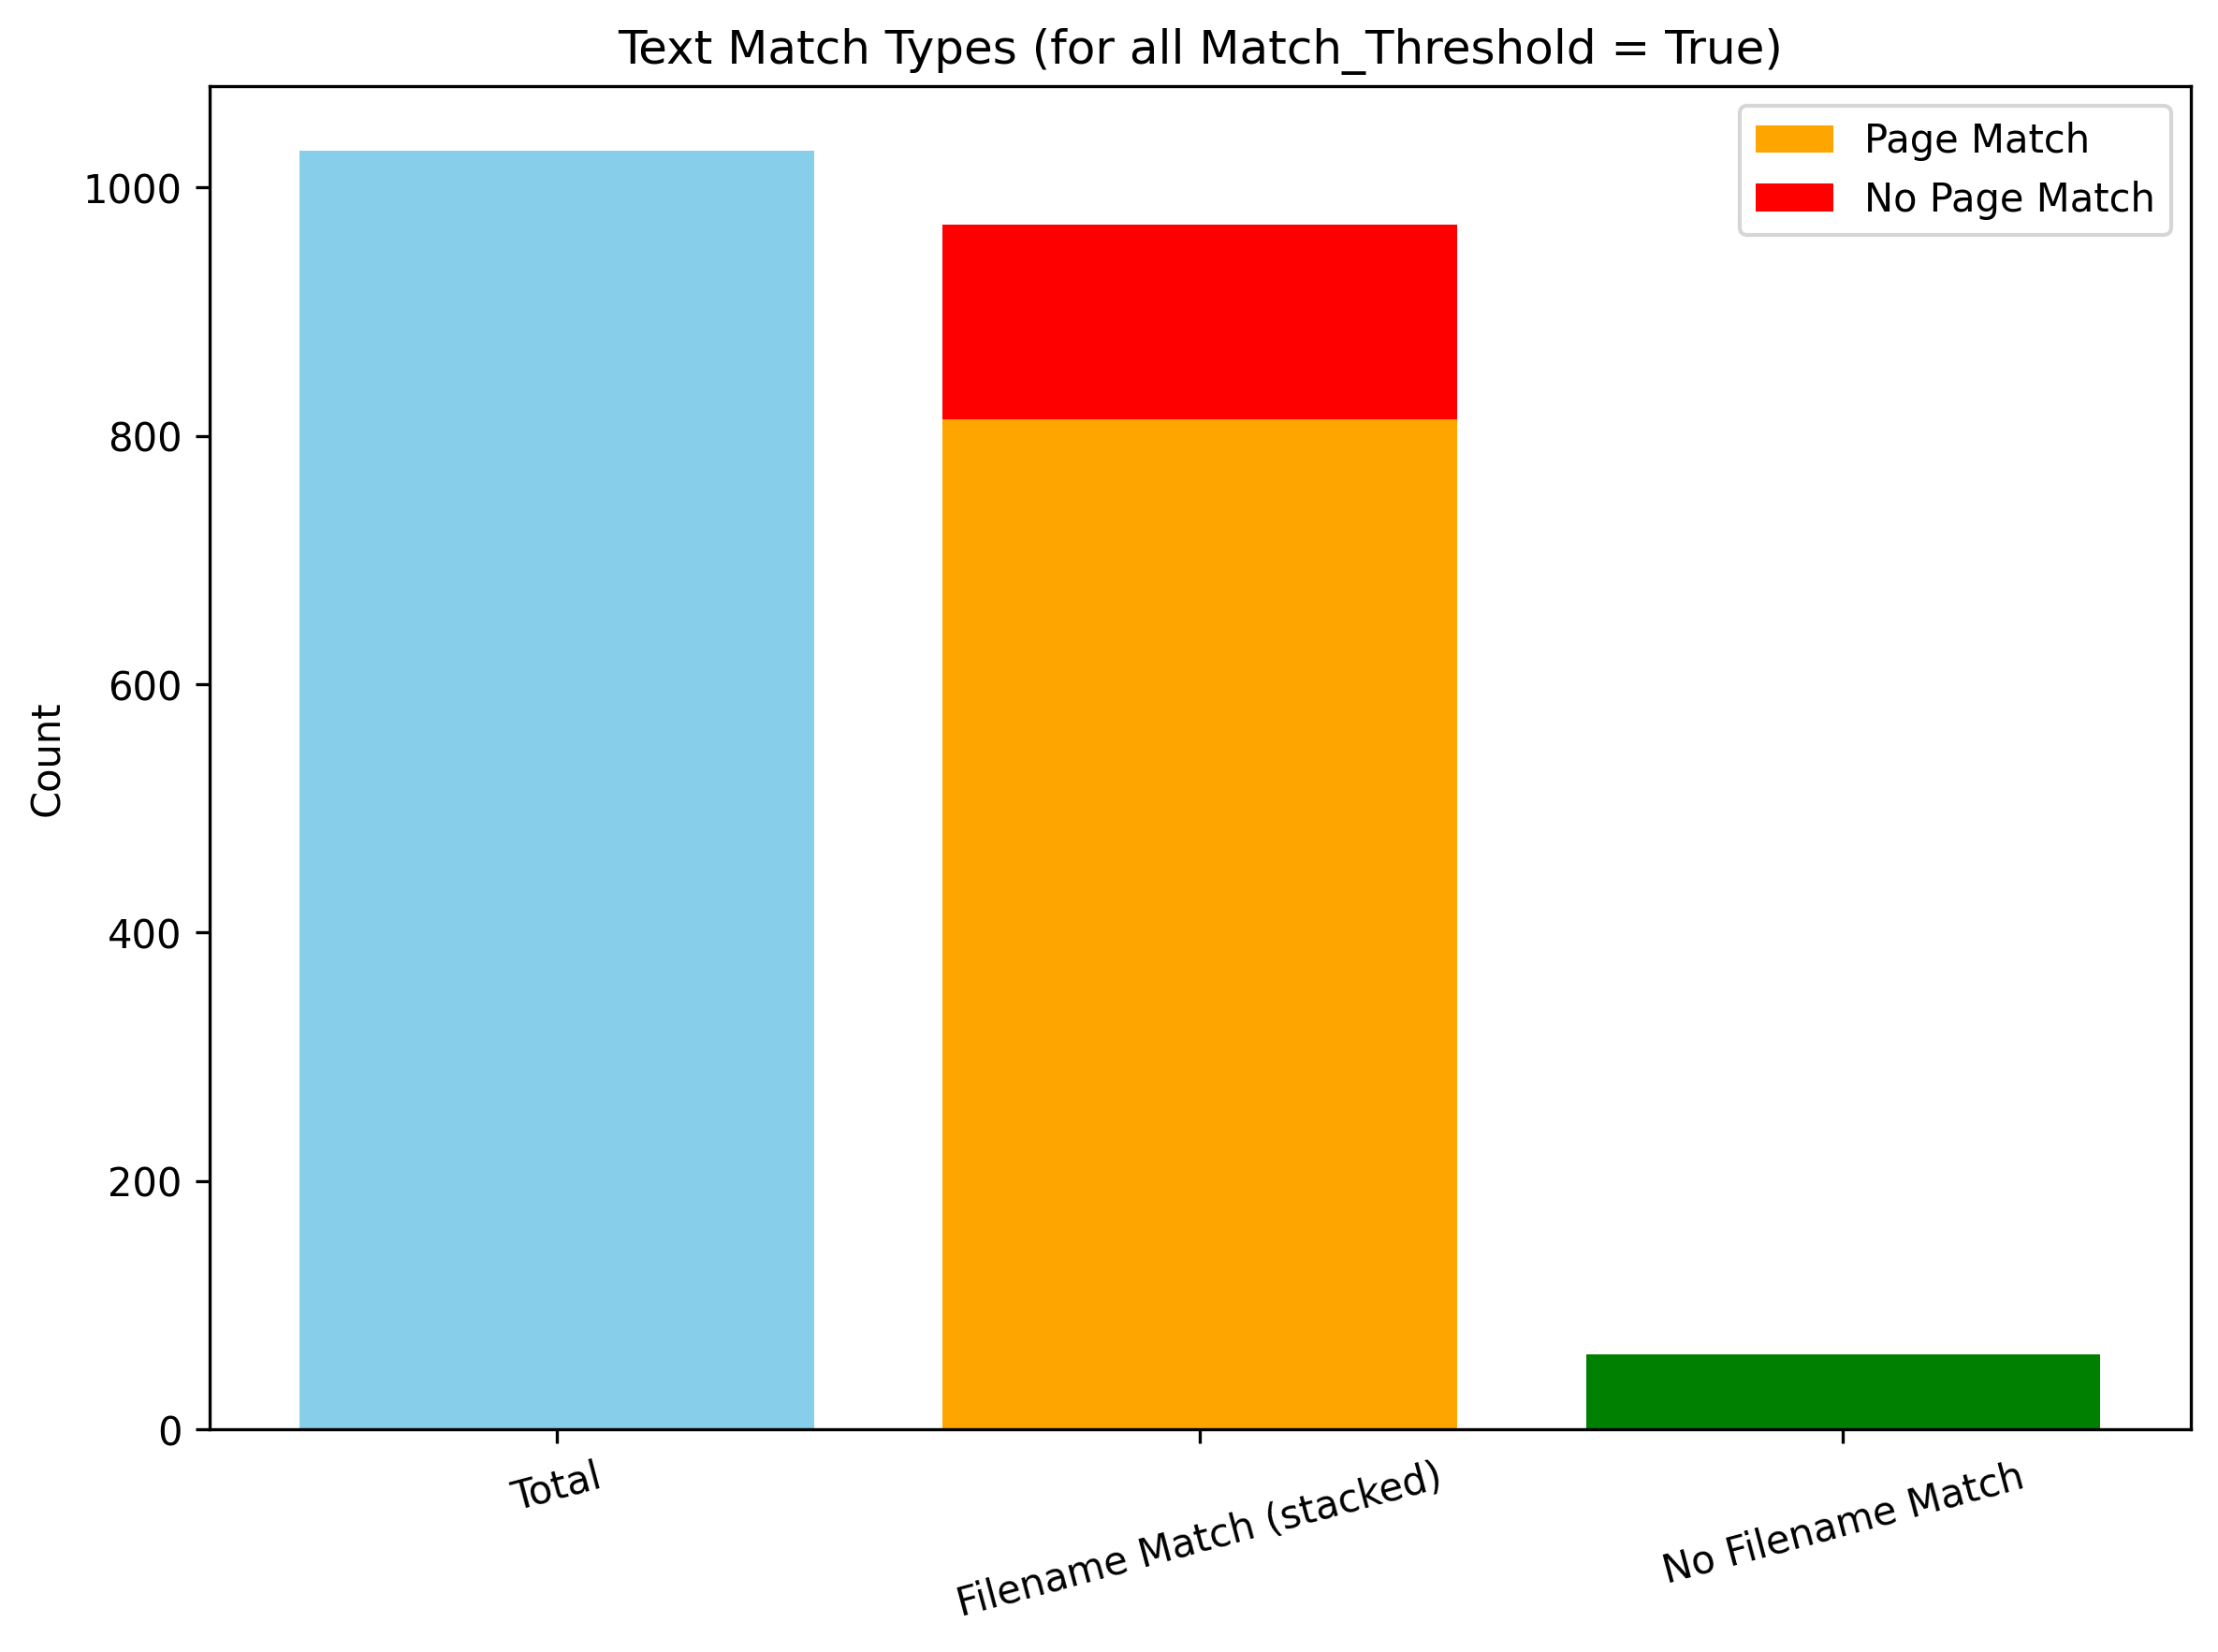 Text Match Types (for all Match_Threshold = True)
Page Match
No Page Match
1000
800
600
400
200
0
Count
Total
Filename Match (stacked)
No Filename Match